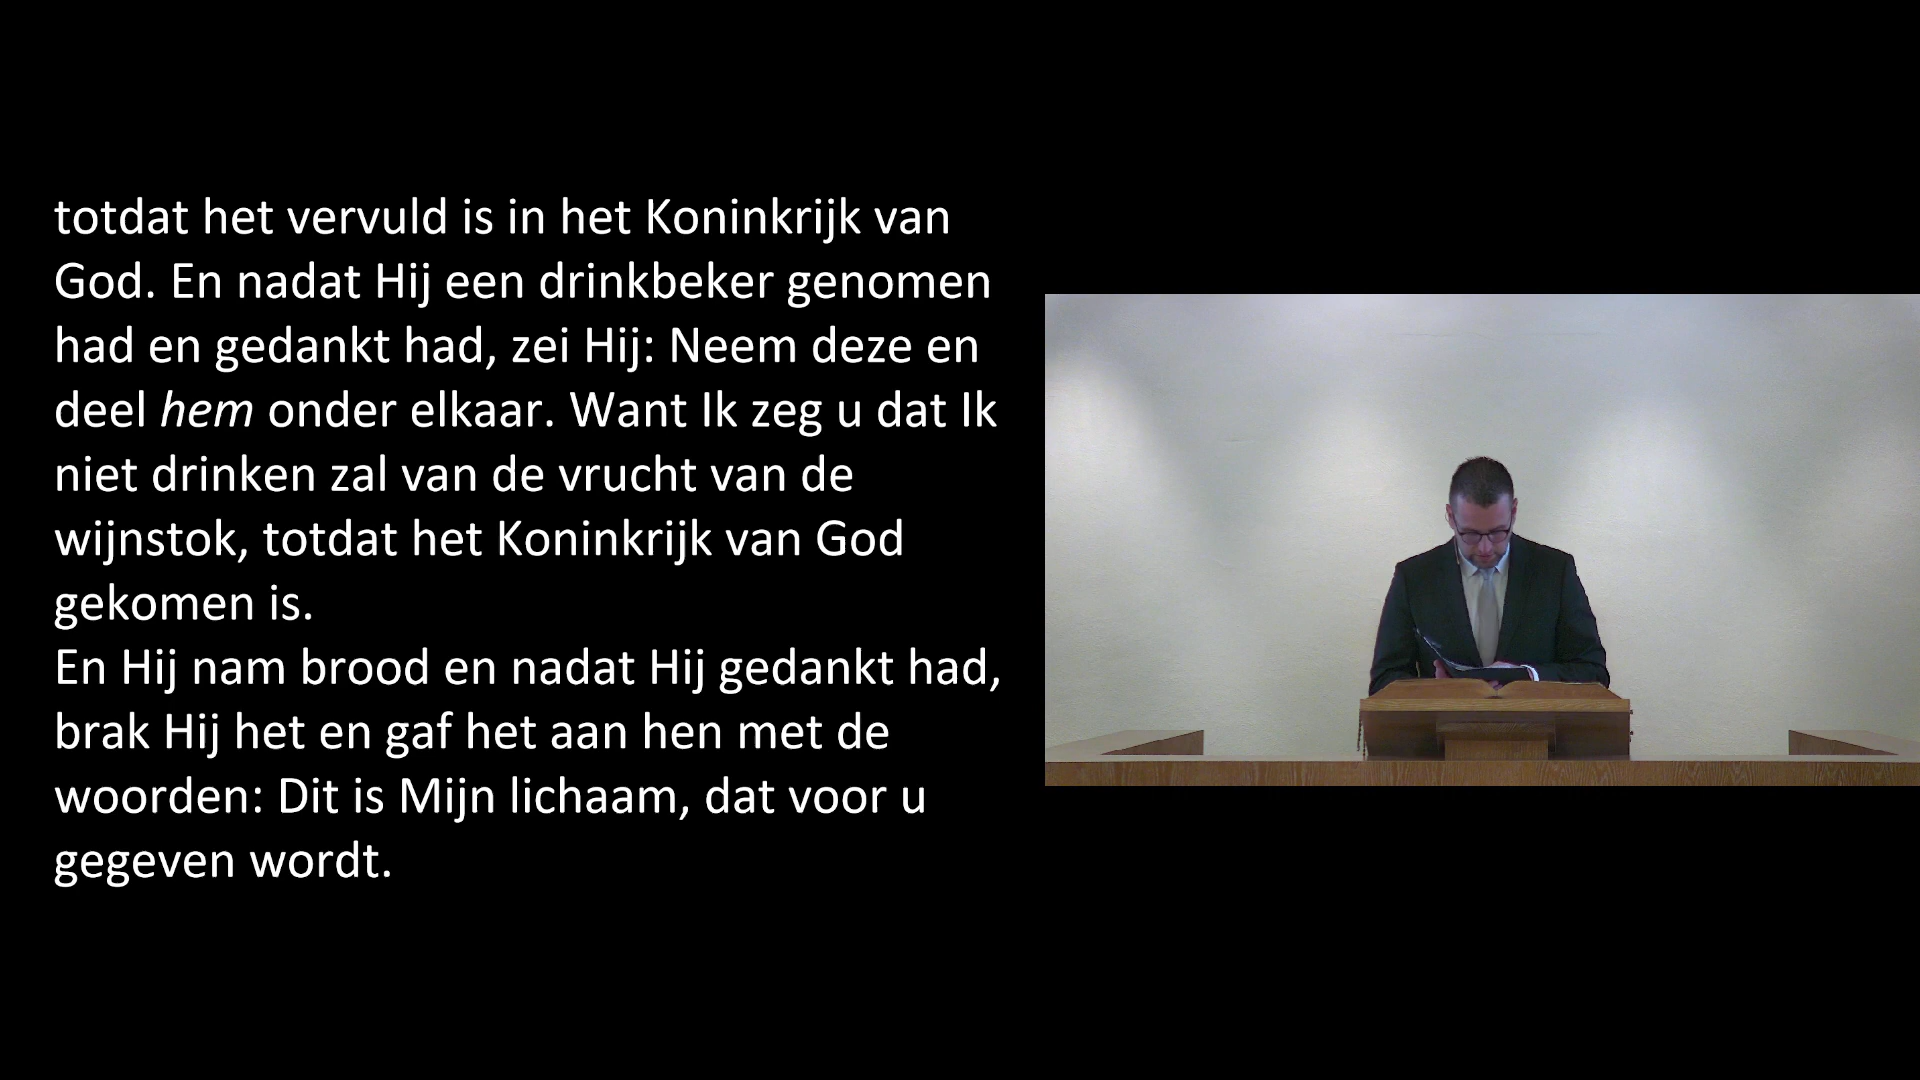 totdat het vervuld is in het Koninkrijk van
God. En nadat Hij een drinkbeker genomen
had en gedankt had, zei Hij: Neem deze en
deel hem onder elkaar. Want Ik zeg u dat Ik
niet drinken zal van de vrucht van de
wijnstok, totdat het Koninkrijk van God
gekomen is.
En Hij nam brood en nadat Hij gedankt had,
brak Hij het en gaf het aan hen met de
woorden: Dit is Mijn lichaam, dat voor u
gegeven wordt.